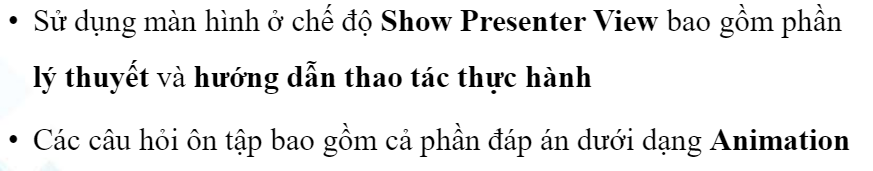 • Sử dụng màn hình ở chế độ Show Presenter View bao gồm phần
lý thuyết và hướng dẫn thao tác thực hành
• Các câu hỏi ôn tập bao gồm cả phần đáp án dưới dạng Animation